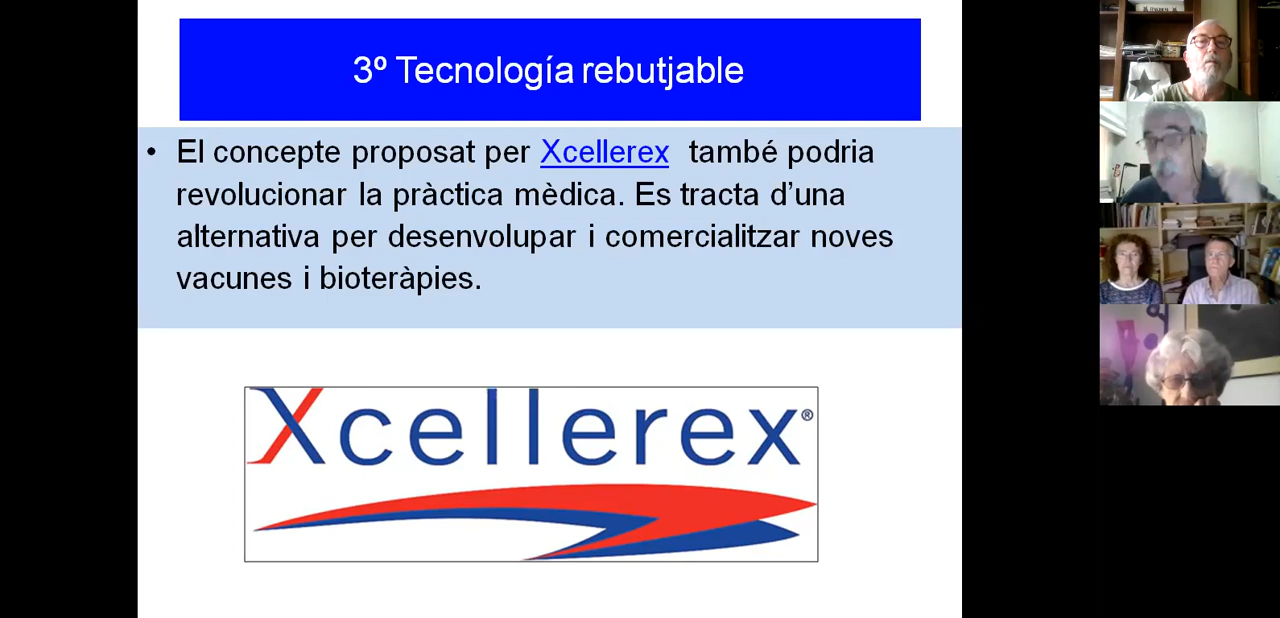 3º Tecnología rebutjable
• El concepte proposat per Xcellerex també podria
revolucionar la pràctica mèdica. Es tracta d’una
alternativa per desenvolupar i comercialitzar noves
vacunes i bioteràpies.
Xcellerex®